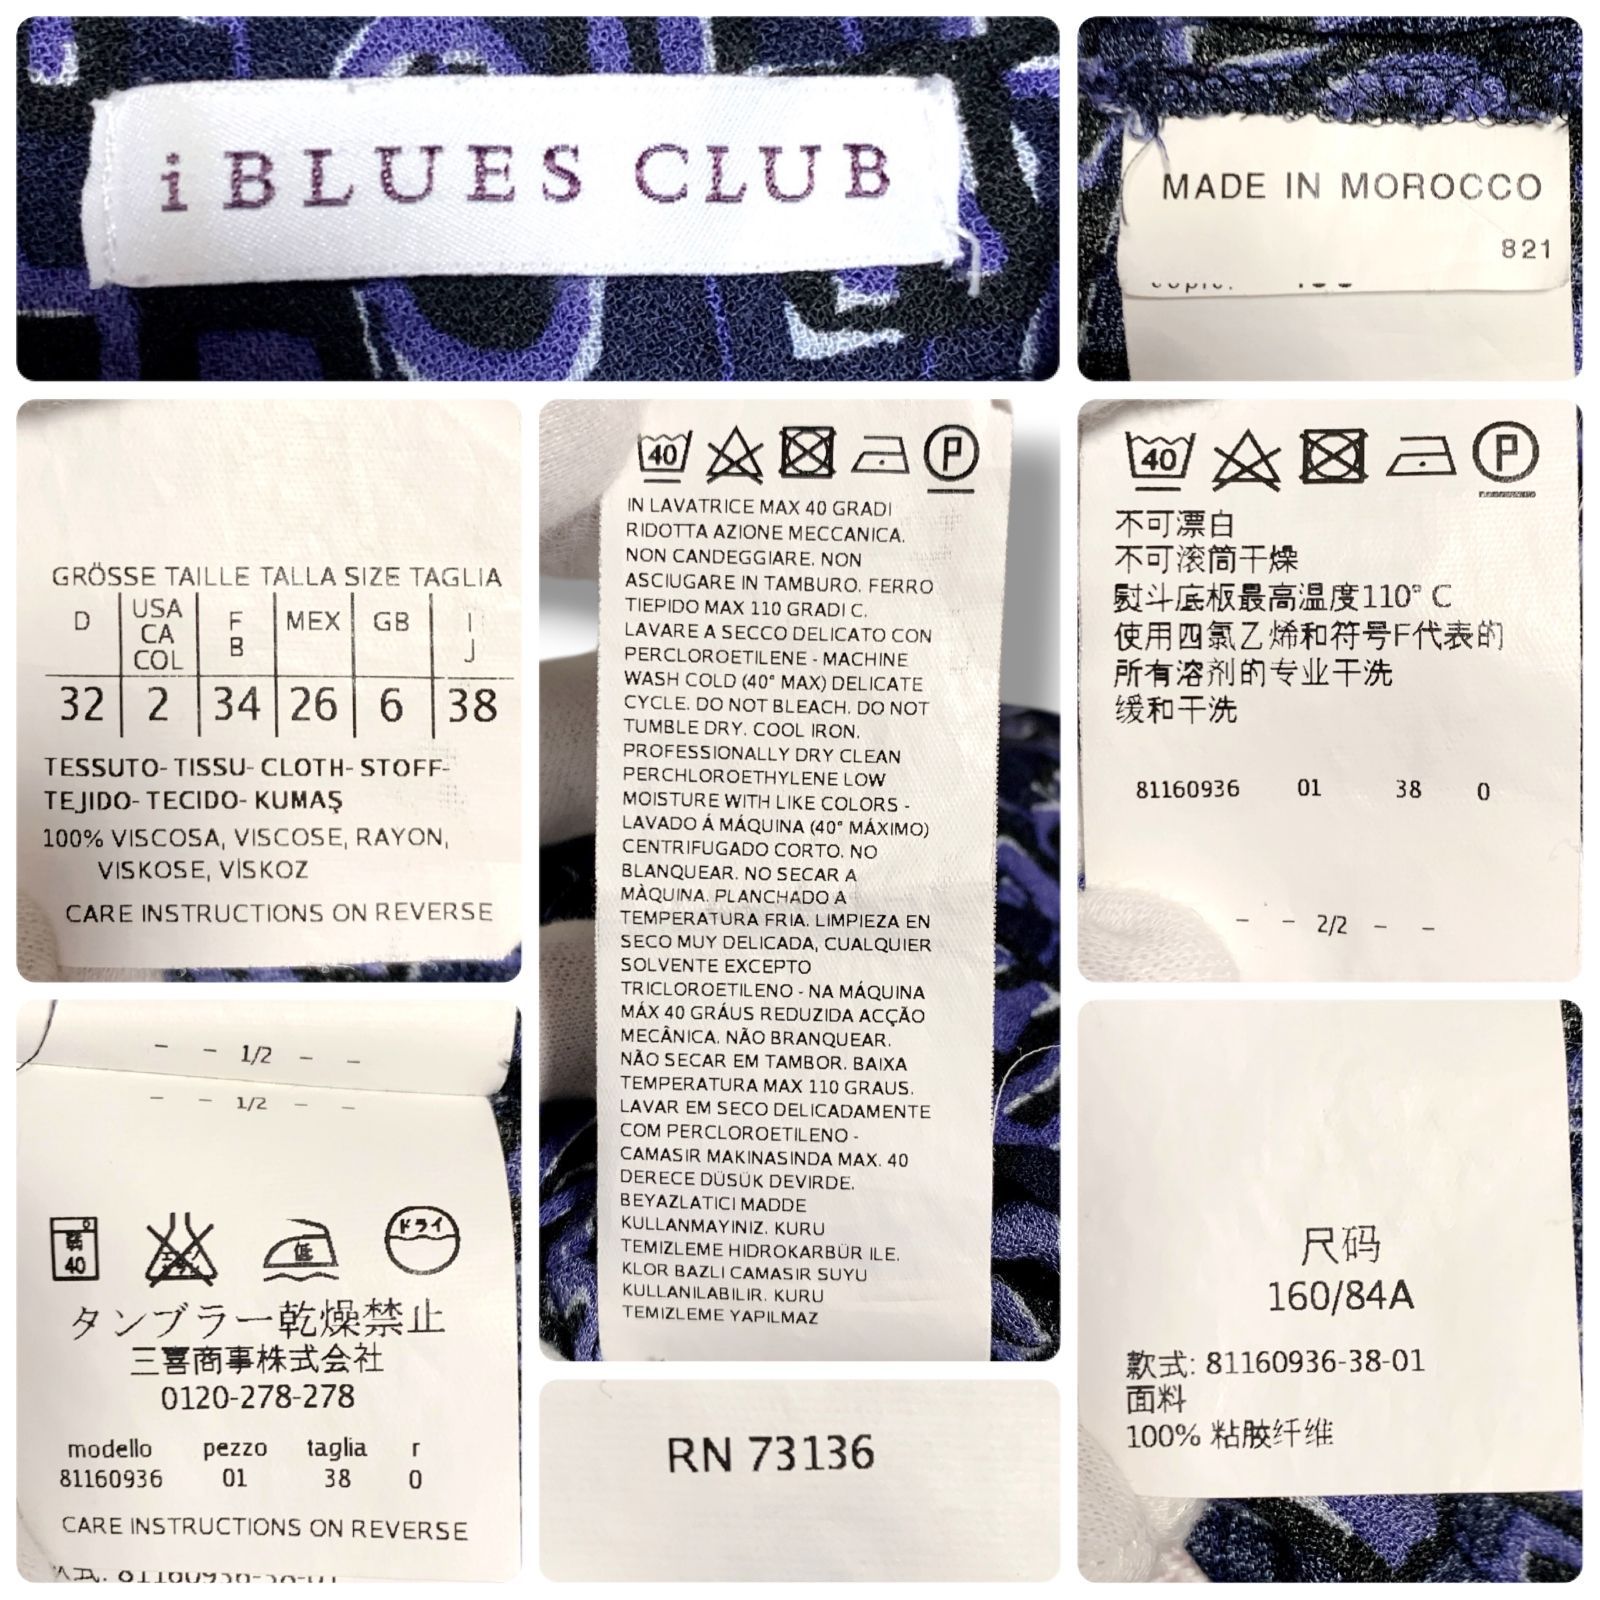 i BLUES CLUB
MADE IN MOROCCO
821
GRÖSSE TAILLE TALLA SIZE TAGLIA
D USA CA COL F B MEX GB I J
32 2 34 26 6 38
TESSUTO- TISSU- CLOTH- STOFF-
TEJIDO- TECIDO- KUMAŞ
100% VISCOSA, VISCOSE, RAYON,
VISKOSE, VİSKOZ
CARE INSTRUCTIONS ON REVERSE
40 P
IN LAVATRICE MAX 40 GRADI
RIDOTTA AZIONE MECCANICA.
NON CANDEGGIARE. NON
ASCIUGARE IN TAMBURO. FERRO
TIEPIDO MAX 110 GRADI C.
LAVARE A SECCO DELICATO CON
PERCLOROETILENE - MACHINE
WASH COLD (40° MAX) DELICATE
CYCLE. DO NOT BLEACH. DO NOT
TUMBLE DRY. COOL IRON.
PROFESSIONALLY DRY CLEAN
PERCHLOROETHYLENE LOW
MOISTURE WITH LIKE COLORS -
LAVADO Á MÁQUINA (40° MÁXIMO)
CENTRIFUGADO CORTO. NO
BLANQUEAR. NO SECAR A
MÀQUINA. PLANCHADO A
TEMPERATURA FRIA. LIMPIEZA EN
SECO MUY DELICADA, CUALQUIER
SOLVENTE EXCEPTO
TRICLOROETILENO - NA MÁQUINA
MÁX 40 GRÁUS REDUZIDA ACÇÃO
MECÂNICA. NÃO BRANQUEAR.
NÃO SECAR EM TAMBOR. BAIXA
TEMPERATURA MAX 110 GRAUS.
LAVAR EM SECO DELICADAMENTE
COM PERCLOROETILENO -
CAMASIR MAKINASINDA MAX. 40
DERECE DÜSÜK DEVIRDE.
BEYAZLATICI MADDE
KULLANMAYINIZ. KURU
TEMIZLEME HIDROKARBÜR ILE.
KLOR BAZLI CAMASIR SUYU
KULLANILABILIR. KURU
TEMIZLEME YAPILMAZ
40 P
不可漂白
不可滚筒干燥
熨斗底板最高温度110° C
使用四氯乙烯和符号F代表的
所有溶剂的专业干洗
缓和干洗
81160936 01 38 0
- - 2/2 - -
- - 1/2 - -
- - 1/2 - -
弱 40 低 ドライ
タンブラー乾燥禁止
三喜商事株式会社
0120-278-278
modello pezzo taglia r
81160936 01 38 0
CARE INSTRUCTIONS ON REVERSE
RN 73136
尺码
160/84A
款式: 81160936-38-01
面料
100% 粘胶纤维